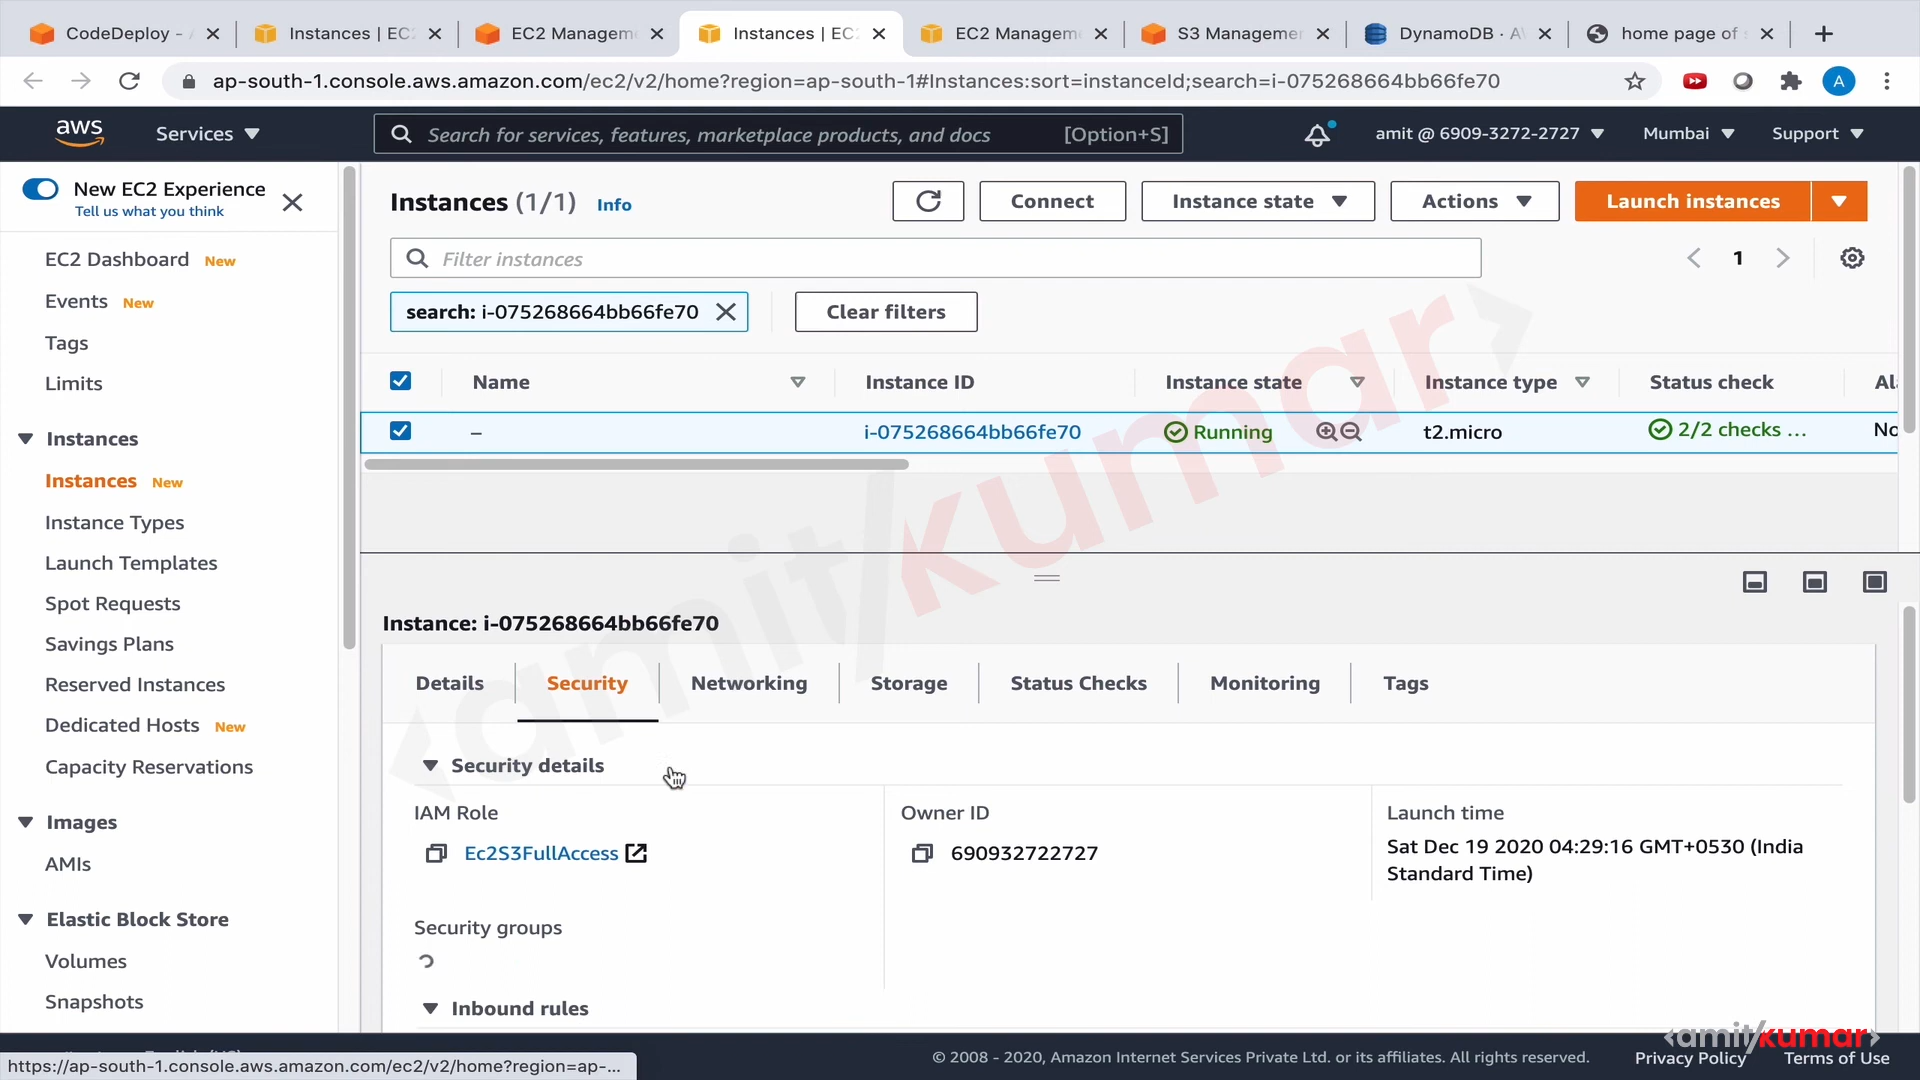 CodeDeploy - A
Instances | EC
EC2 Managem
Instances | EC
EC2 Managem
S3 Manageme
DynamoDB · A
home page of
ap-south-1.console.aws.amazon.com/ec2/v2/home?region=ap-south-1#Instances:sort=instanceId;search=i-075268664bb66fe70
A
aws
Services
Search for services, features, marketplace products, and docs
[Option+S]
amit @ 6909-3272-2727
Mumbai
Support
New EC2 Experience
Tell us what you think
EC2 Dashboard New
Events New
Tags
Limits
Instances
Instances New
Instance Types
Launch Templates
Spot Requests
Savings Plans
Reserved Instances
Dedicated Hosts New
Capacity Reservations
Images
AMIs
Elastic Block Store
Volumes
Snapshots
Instances (1/1) Info
Connect
Instance state
Actions
Launch instances
Filter instances
1
search: i-075268664bb66fe70
Clear filters
Name
Instance ID
Instance state
Instance type
Status check
Al
–
i-075268664bb66fe70
Running
t2.micro
2/2 checks ...
No
<amit/kumar>
Instance: i-075268664bb66fe70
Details
Security
Networking
Storage
Status Checks
Monitoring
Tags
Security details
IAM Role
Ec2S3FullAccess
Owner ID
690932722727
Launch time
Sat Dec 19 2020 04:29:16 GMT+0530 (India
Standard Time)
Security groups
Inbound rules
<amit/kumar>
https://ap-south-1.console.aws.amazon.com/ec2/v2/home?region=ap-...
© 2008 - 2020, Amazon Internet Services Private Ltd. or its affiliates. All rights reserved.
Privacy Policy
Terms of Use